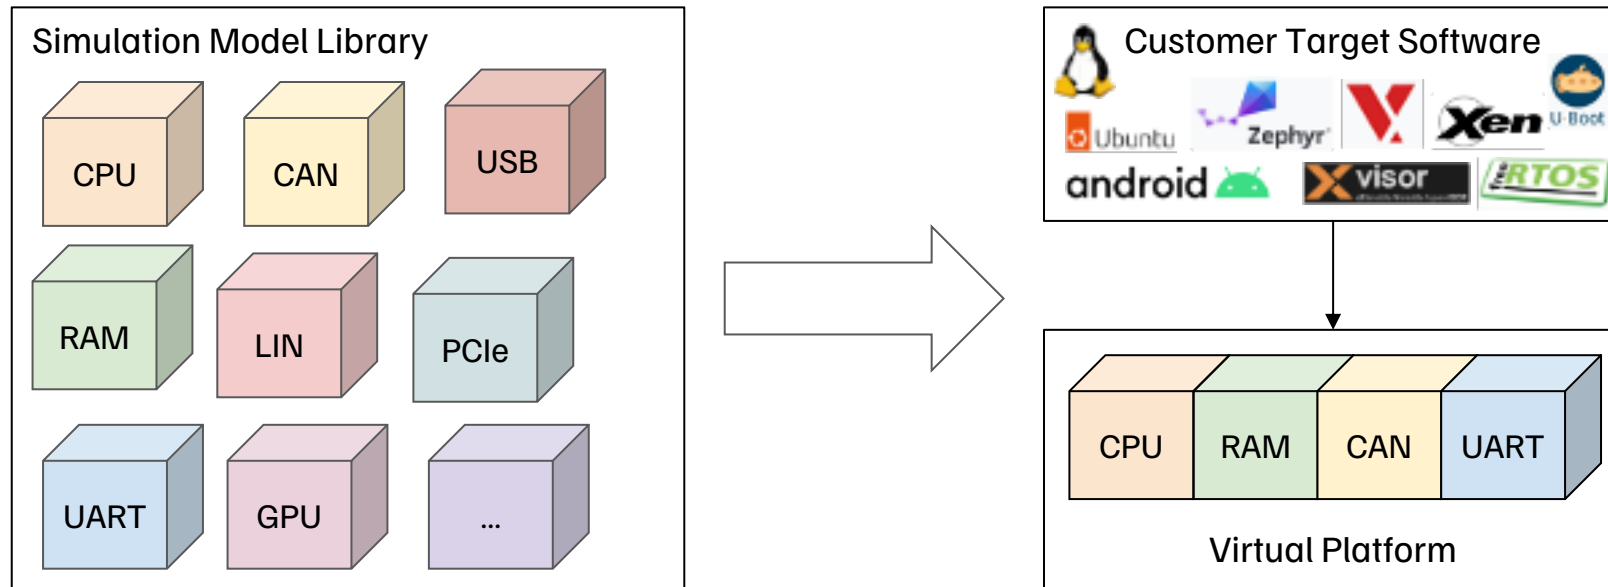 Simulation Model Library
CPU
CAN
USB
RAM
LIN
PCIe
UART
GPU
...
Customer Target Software
Ubuntu
Zephyr
Xen
U-Boot
android
visor
RTOS
CPU
RAM
CAN
UART
Virtual Platform